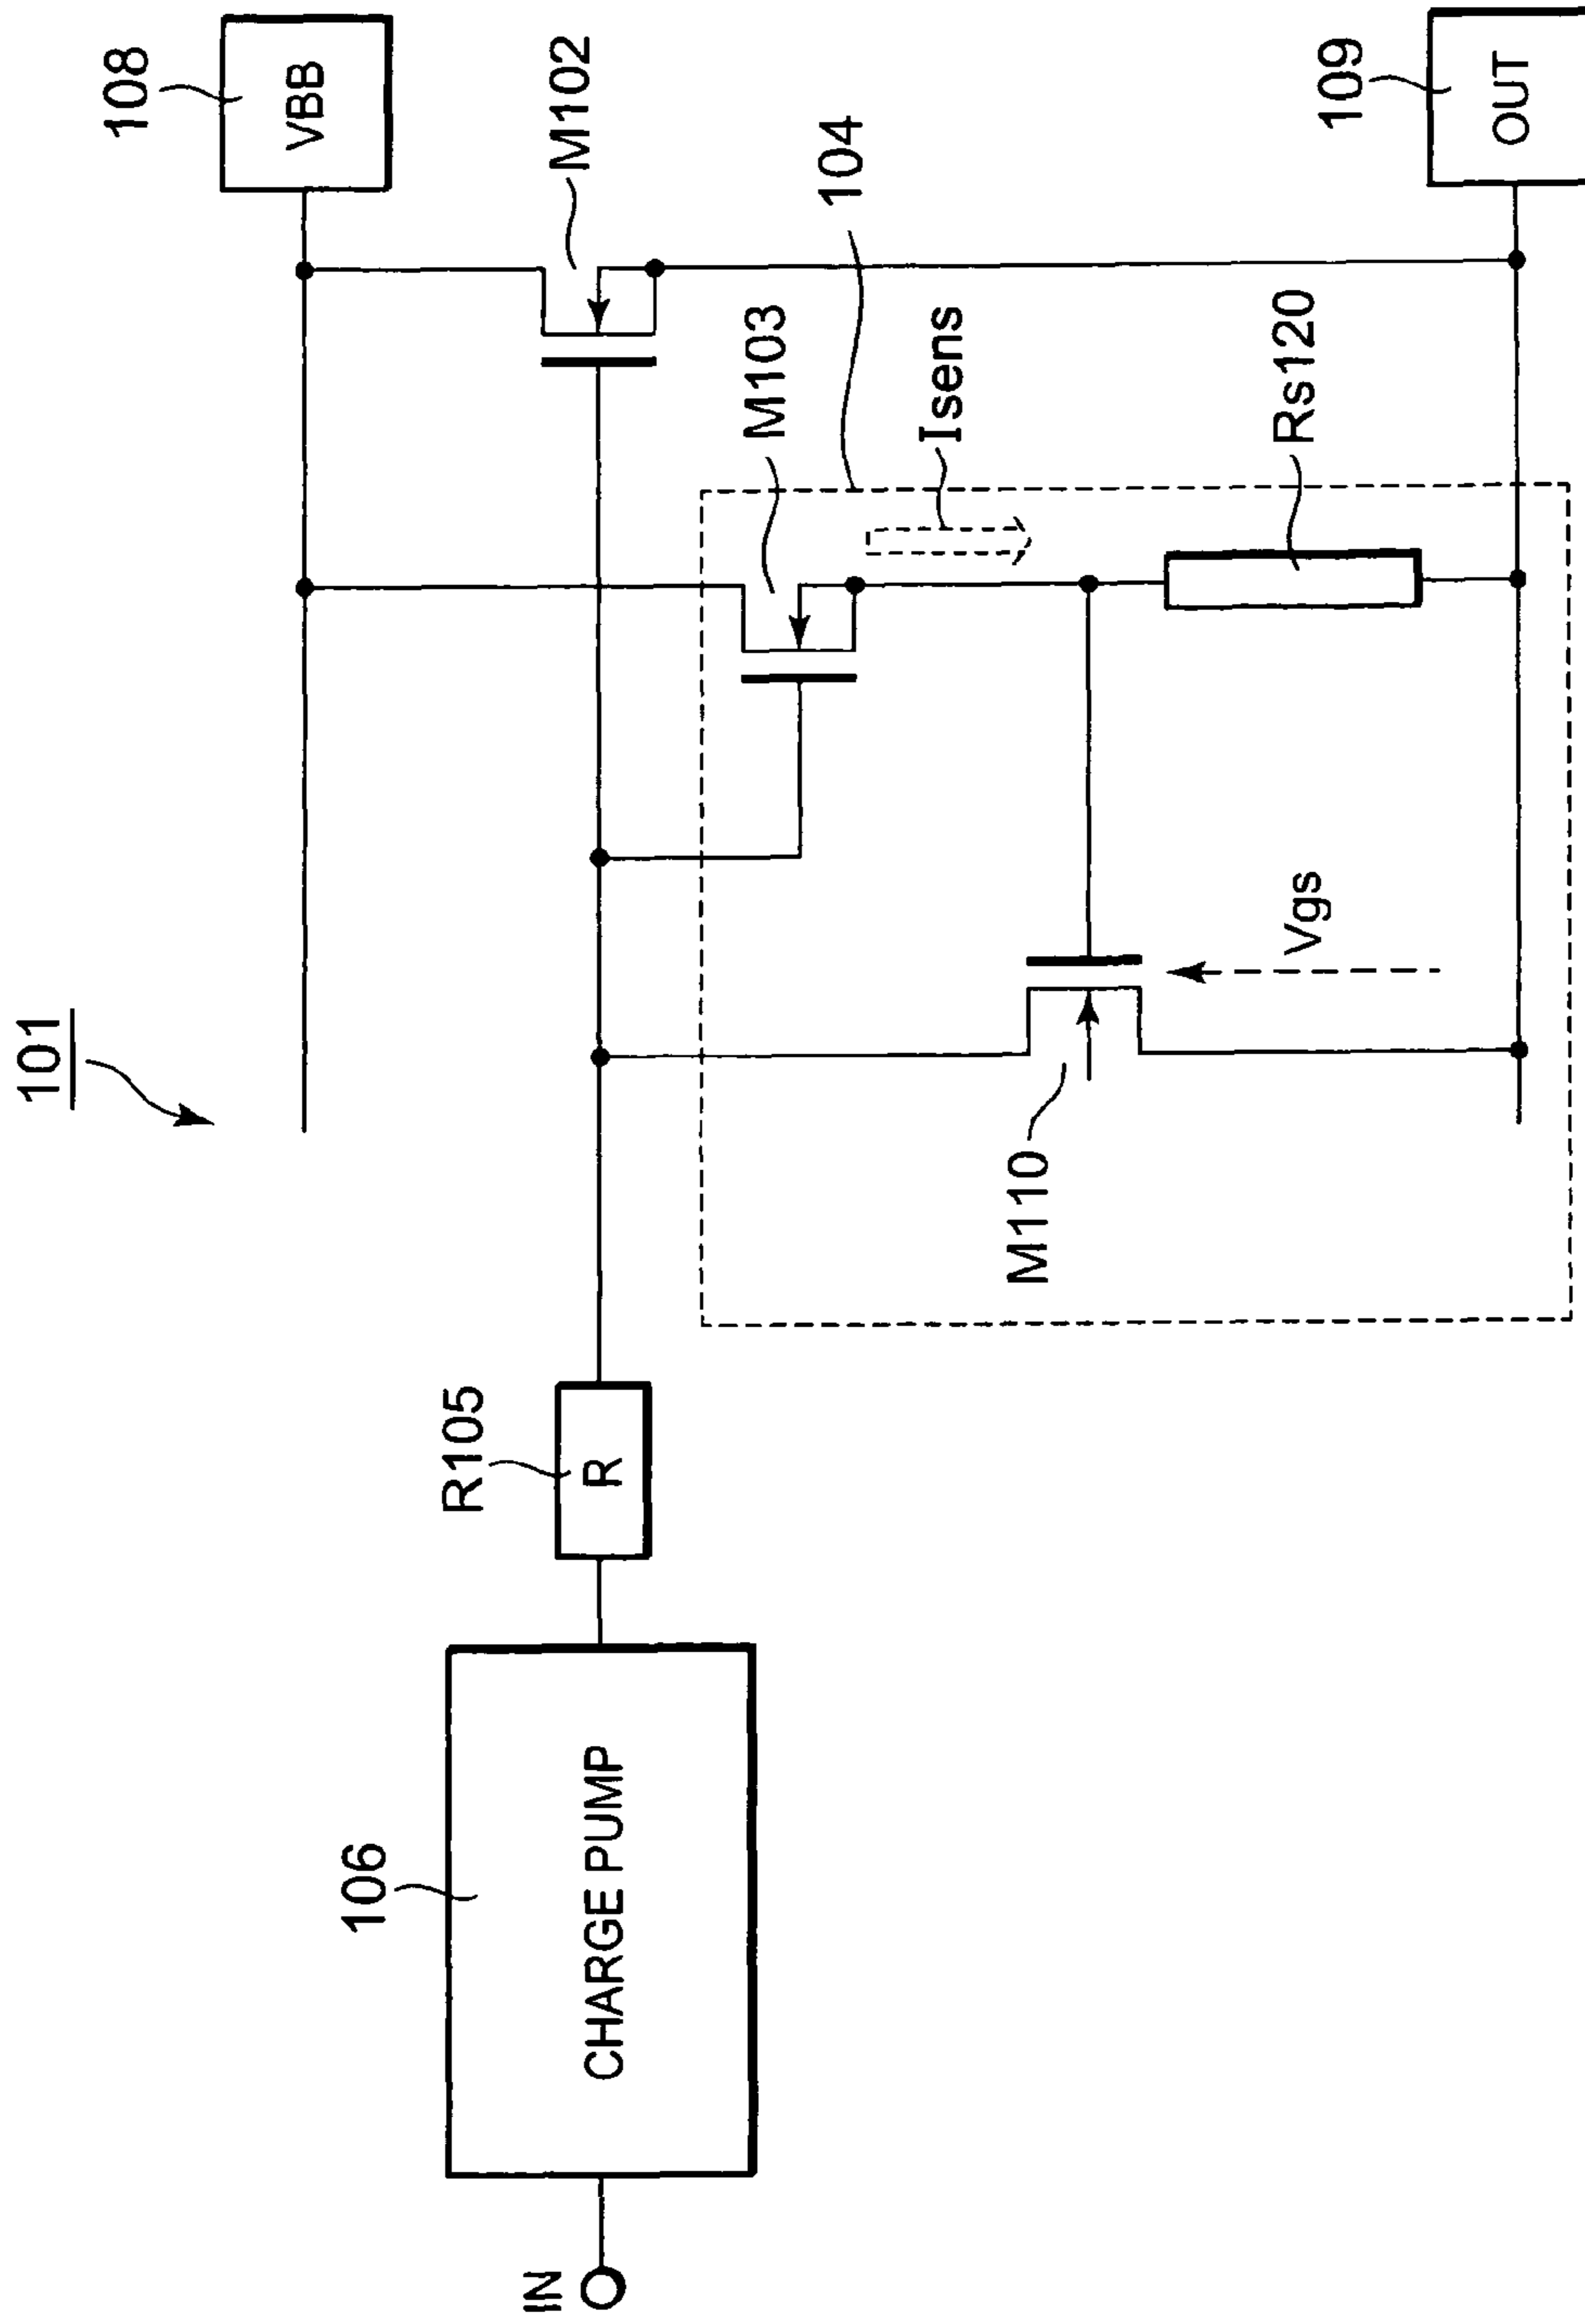 101
108
VBB
M102
104
M103
Isens
Rs120
109
OUT
Vgs
M110
R105
R
106
CHARGE PUMP
IN